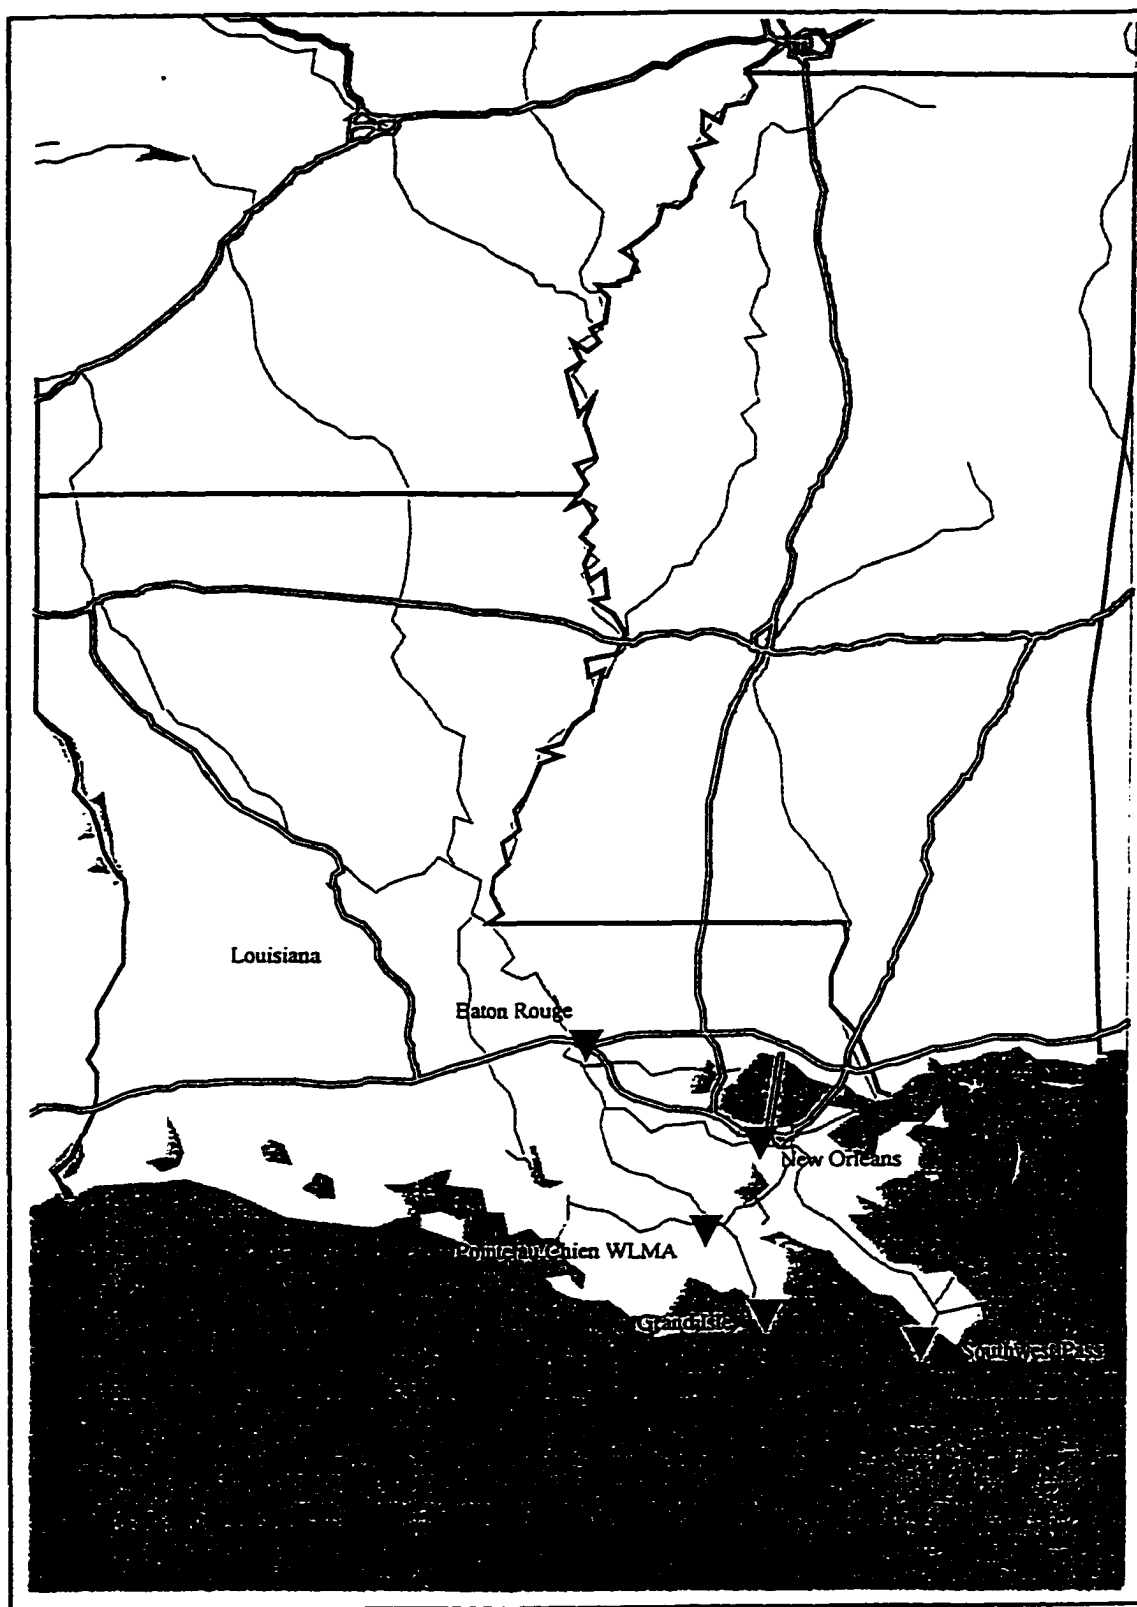 Louisiana
Baton Rouge
New Orleans
Pointe au Chien WLMA
Grand Isle
Southwest Pass